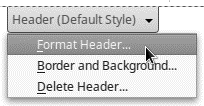 Header (Default Style)
Format Header...
Border and Background...
Delete Header...